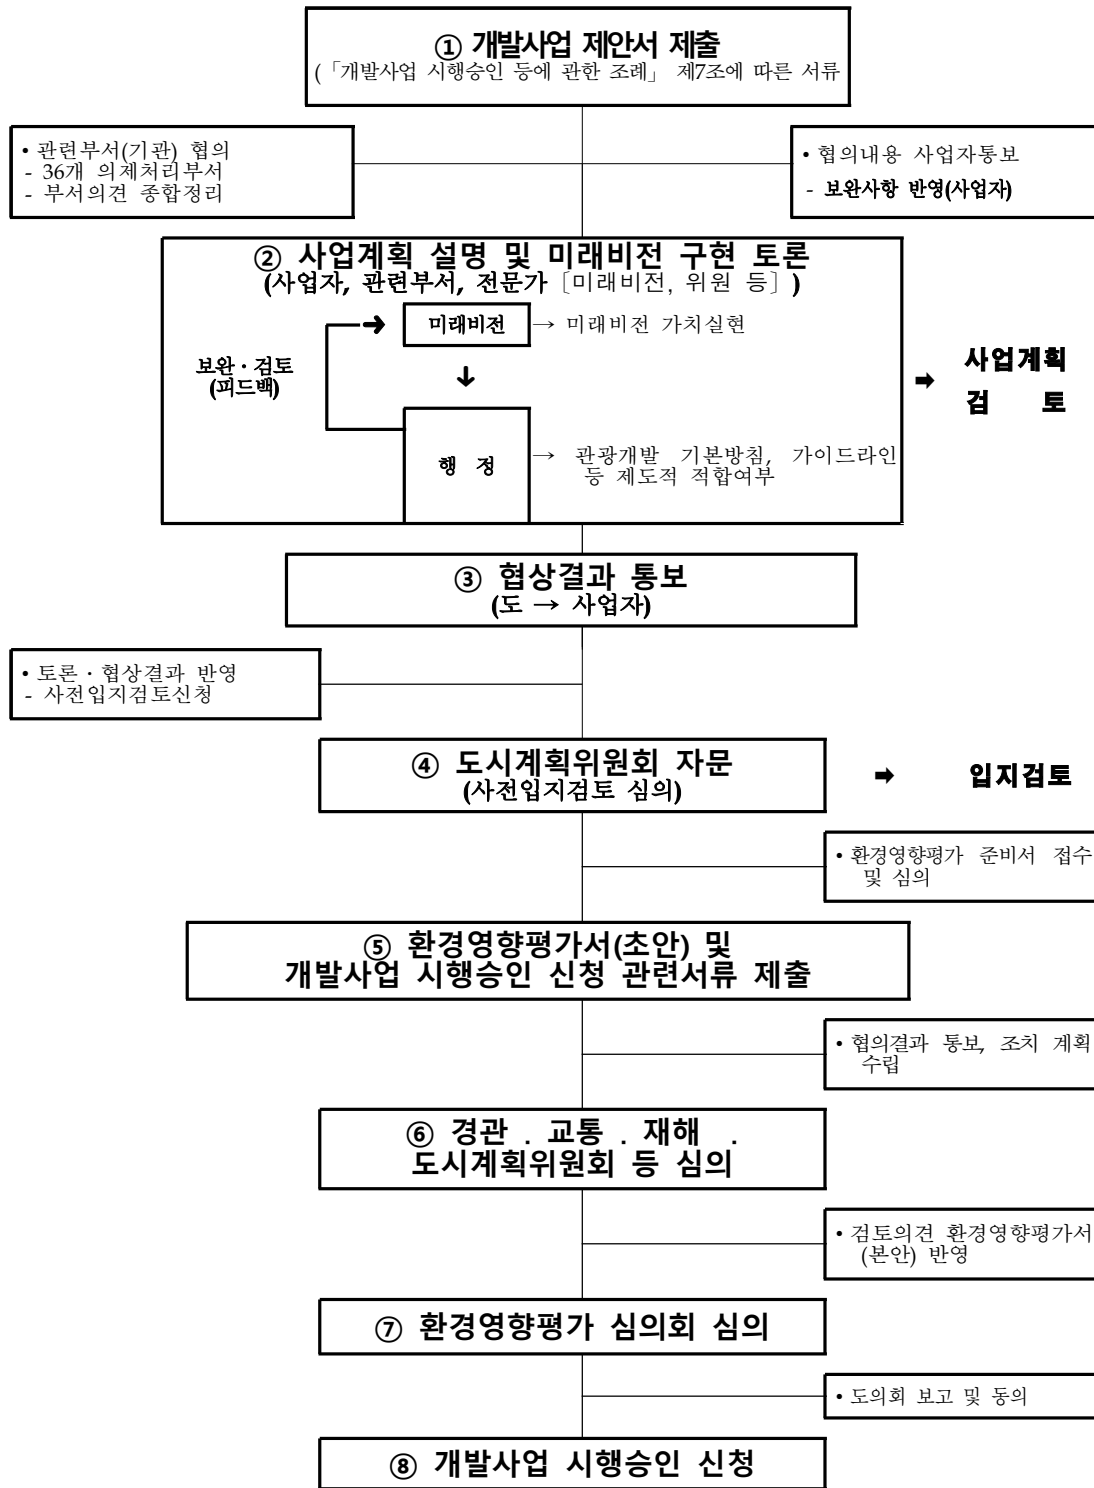 ① 개발사업 제안서 제출
(「개발사업 시행승인 등에 관한 조례」 제7조에 따른 서류
• 관련부서(기관) 협의
- 36개 의제처리부서
- 부서의견 종합정리
• 협의내용 사업자통보
- 보완사항 반영(사업자)
② 사업계획 설명 및 미래비전 구현 토론
(사업자, 관련부서, 전문가〔미래비전, 위원 등〕)
➔ 미래비전 → 미래비전 가치실현
보완·검토
(피드백)
↓
행 정 → 관광개발 기본방침, 가이드라인
등 제도적 적합여부
➡ 사업계획
검 토
③ 협상결과 통보
(도 → 사업자)
• 토론·협상결과 반영
- 사전입지검토신청
④ 도시계획위원회 자문
(사전입지검토 심의)
➡ 입지검토
• 환경영향평가 준비서 접수
및 심의
⑤ 환경영향평가서(초안) 및
개발사업 시행승인 신청 관련서류 제출
• 협의결과 통보, 조치 계획
수립
⑥ 경관 . 교통 . 재해 .
도시계획위원회 등 심의
• 검토의견 환경영향평가서
(본안) 반영
⑦ 환경영향평가 심의회 심의
• 도의회 보고 및 동의
⑧ 개발사업 시행승인 신청